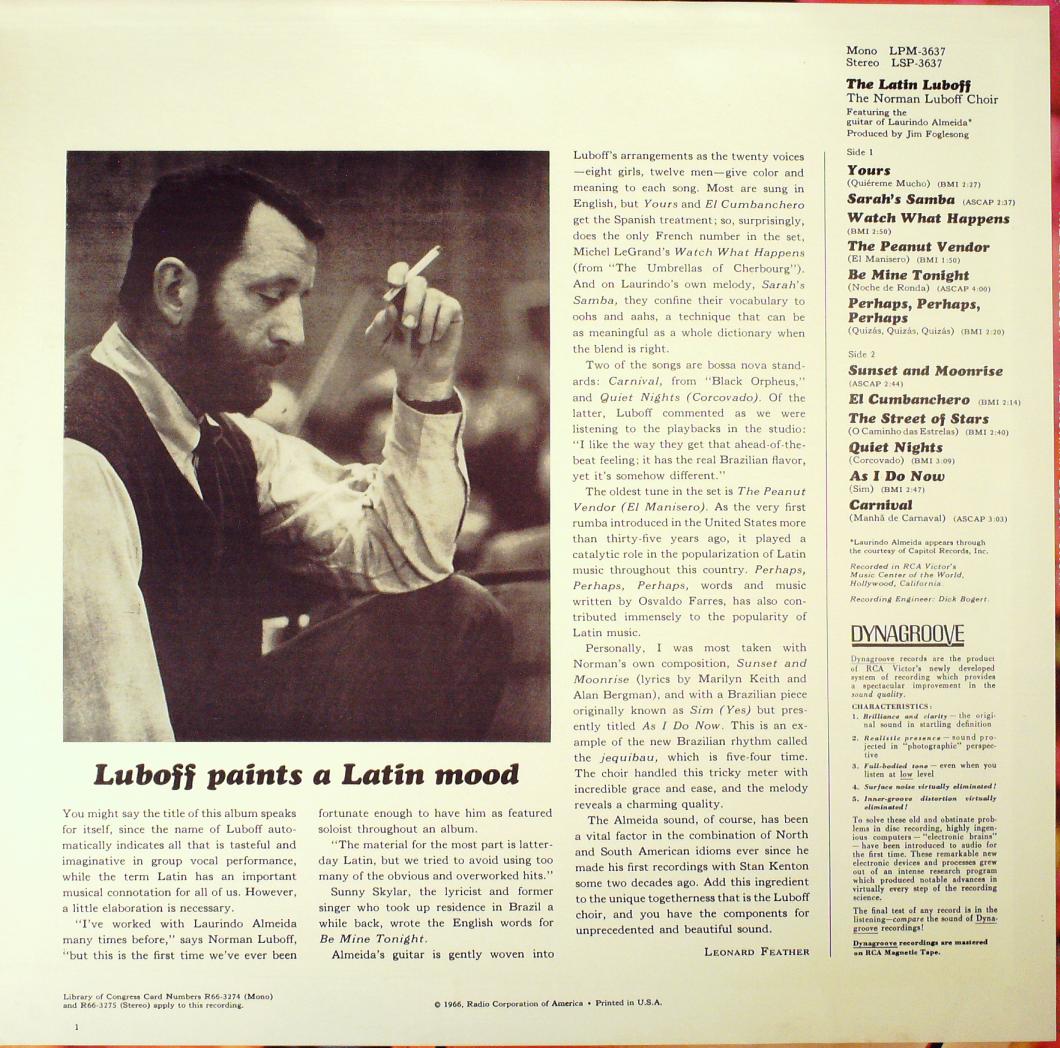 Mono LPM-3637
Stereo LSP-3637
The Latin Luboff
The Norman Luboff Choir
Featuring the
guitar of Laurindo Almeida*
Produced by Jim Foglesong
Side 1
Yours
(Quiéreme Mucho) (BMI 2:27)
Sarah's Samba (ASCAP 2:37)
Watch What Happens
(BMI 2:50)
The Peanut Vendor
(El Manisero) (BMI 1:50)
Be Mine Tonight
(Noche de Ronda) (ASCAP 4:00)
Perhaps, Perhaps,
Perhaps
(Quizás, Quizás, Quizás) (BMI 2:20)
Side 2
Sunset and Moonrise
(ASCAP 2:44)
El Cumbanchero (BMI 2:14)
The Street of Stars
(O Caminho das Estrelas) (BMI 2:40)
Quiet Nights
(Corcovado) (BMI 3:09)
As I Do Now
(Sim) (BMI 2:47)
Carnival
(Manhã de Carnaval) (ASCAP 3:03)
*Laurindo Almeida appears through
the courtesy of Capitol Records, Inc.
Recorded in RCA Victor's
Music Center of the World,
Hollywood, California.
Recording Engineer: Dick Bogert.
DYNAGROOVE
Dynagroove records are the product
of RCA Victor's newly developed
system of recording which provides
a spectacular improvement in the
sound quality.
CHARACTERISTICS:
1. Brilliance and clarity—the origi-
nal sound in startling definition
2. Realistic presence—sound pro-
jected in "photographic" perspec-
tive
3. Full-bodied tone—even when you
listen at low level
4. Surface noise virtually eliminated!
5. Inner-groove distortion virtually
eliminated!
To solve these old and obstinate prob-
lems in disc recording, highly ingen-
ious computers—"electronic brains"
—have been introduced to audio for
the first time. These remarkable new
electronic devices and processes grew
out of an intense research program
which produced notable advances in
virtually every step of the recording
science.
The final test of any record is in the
listening—compare the sound of Dyna-
groove recordings!
Dynagroove recordings are mastered
on RCA Magnetic Tape.
Luboff paints a Latin mood
You might say the title of this album speaks
for itself, since the name of Luboff auto-
matically indicates all that is tasteful and
imaginative in group vocal performance,
while the term Latin has an important
musical connotation for all of us. However,
a little elaboration is necessary.
"I've worked with Laurindo Almeida
many times before," says Norman Luboff,
"but this is the first time we've ever been
fortunate enough to have him as featured
soloist throughout an album.
"The material for the most part is latter-
day Latin, but we tried to avoid using too
many of the obvious and overworked hits."
Sunny Skylar, the lyricist and former
singer who took up residence in Brazil a
while back, wrote the English words for
Be Mine Tonight.
Almeida's guitar is gently woven into
Luboff's arrangements as the twenty voices
—eight girls, twelve men—give color and
meaning to each song. Most are sung in
English, but Yours and El Cumbanchero
get the Spanish treatment; so, surprisingly,
does the only French number in the set,
Michel LeGrand's Watch What Happens
(from "The Umbrellas of Cherbourg").
And on Laurindo's own melody, Sarah's
Samba, they confine their vocabulary to
oohs and aahs, a technique that can be
as meaningful as a whole dictionary when
the blend is right.
Two of the songs are bossa nova stand-
ards: Carnival, from "Black Orpheus,"
and Quiet Nights (Corcovado). Of the
latter, Luboff commented as we were
listening to the playbacks in the studio:
"I like the way they get that ahead-of-the-
beat feeling; it has the real Brazilian flavor,
yet it's somehow different."
The oldest tune in the set is The Peanut
Vendor (El Manisero). As the very first
rumba introduced in the United States more
than thirty-five years ago, it played a
catalytic role in the popularization of Latin
music throughout this country. Perhaps,
Perhaps, Perhaps, words and music
written by Osvaldo Farres, has also con-
tributed immensely to the popularity of
Latin music.
Personally, I was most taken with
Norman's own composition, Sunset and
Moonrise (lyrics by Marilyn Keith and
Alan Bergman), and with a Brazilian piece
originally known as Sim (Yes) but pres-
ently titled As I Do Now. This is an ex-
ample of the new Brazilian rhythm called
the jequibau, which is five-four time.
The choir handled this tricky meter with
incredible grace and ease, and the melody
reveals a charming quality.
The Almeida sound, of course, has been
a vital factor in the combination of North
and South American idioms ever since he
made his first recordings with Stan Kenton
some two decades ago. Add this ingredient
to the unique togetherness that is the Luboff
choir, and you have the components for
unprecedented and beautiful sound.
LEONARD FEATHER
Library of Congress Card Numbers R66-3274 (Mono)
and R66-3275 (Stereo) apply to this recording.
© 1966, Radio Corporation of America • Printed in U.S.A.
1